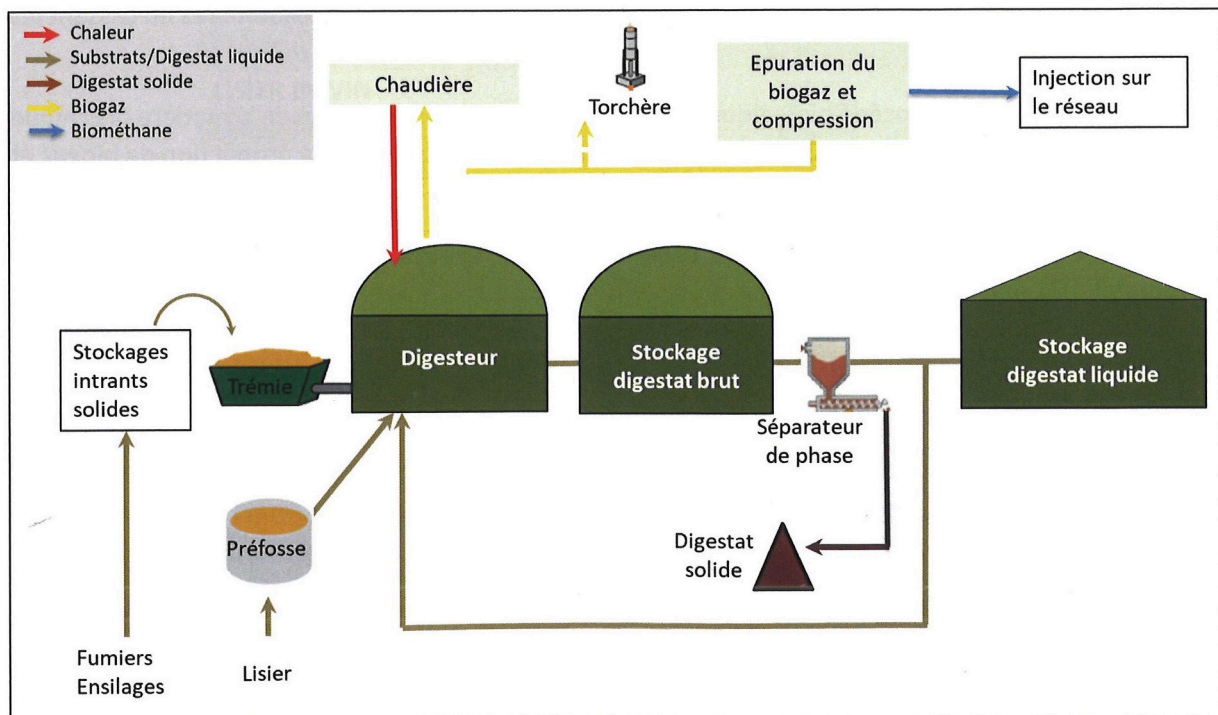 Chaleur
Substrats/Digestat liquide
Digestat solide
Biogaz
Biométhane
Chaudière
Torchère
Epuration du
biogaz et
compression
Injection sur
le réseau
Stockages
intrants
solides
Trémie
Digesteur
Stockage
digestat brut
Séparateur
de phase
Stockage
digestat liquide
Préfosse
Digestat
solide
Fumiers
Ensilages
Lisier